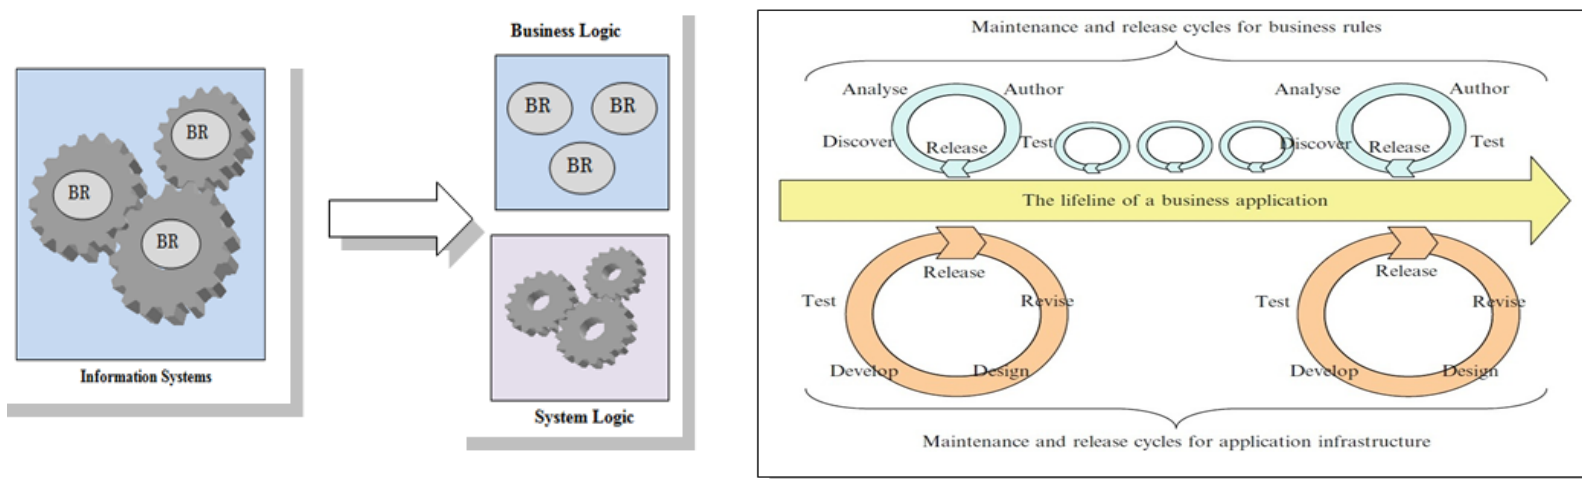 BR
BR
BR
Information Systems
Business Logic
BR
BR
BR
System Logic
Maintenance and release cycles for business rules
Analyse
Author
Discover
Release
Test
Analyse
Author
Discover
Release
Test
The lifeline of a business application
Release
Test
Revise
Develop
Design
Release
Test
Revise
Develop
Design
Maintenance and release cycles for application infrastructure